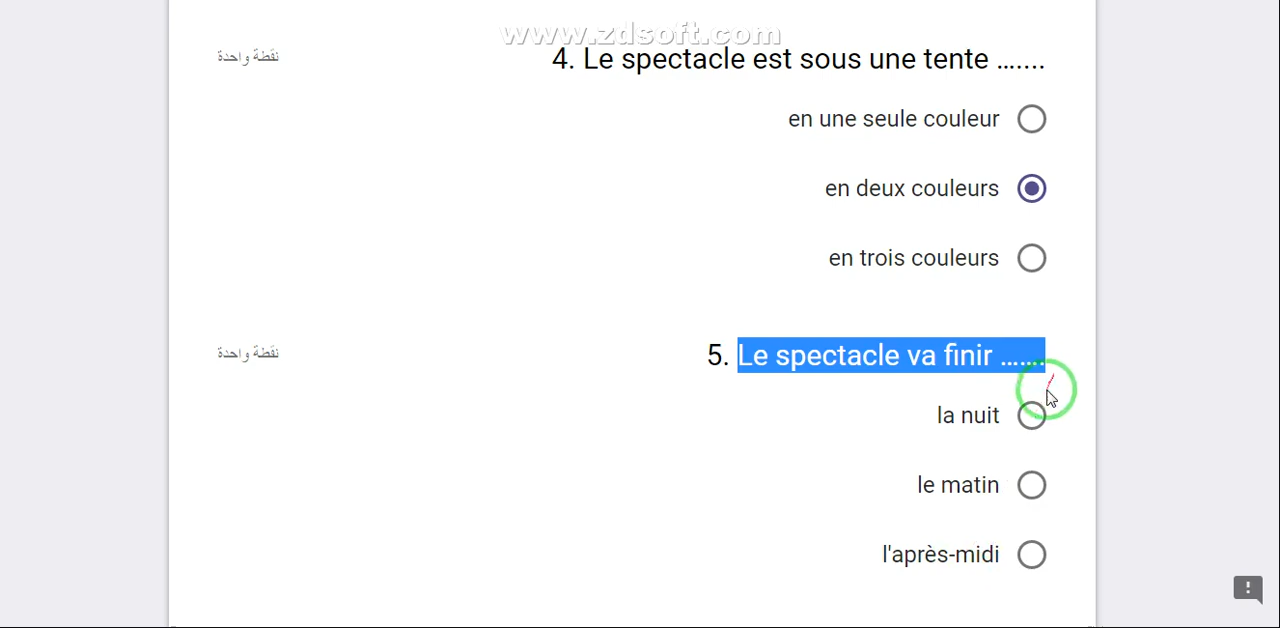 www.zdsoft.com
4. Le spectacle est sous une tente .......
نقطة واحدة
en une seule couleur
en deux couleurs
en trois couleurs
5. Le spectacle va finir .......
نقطة واحدة
la nuit
le matin
l'après-midi